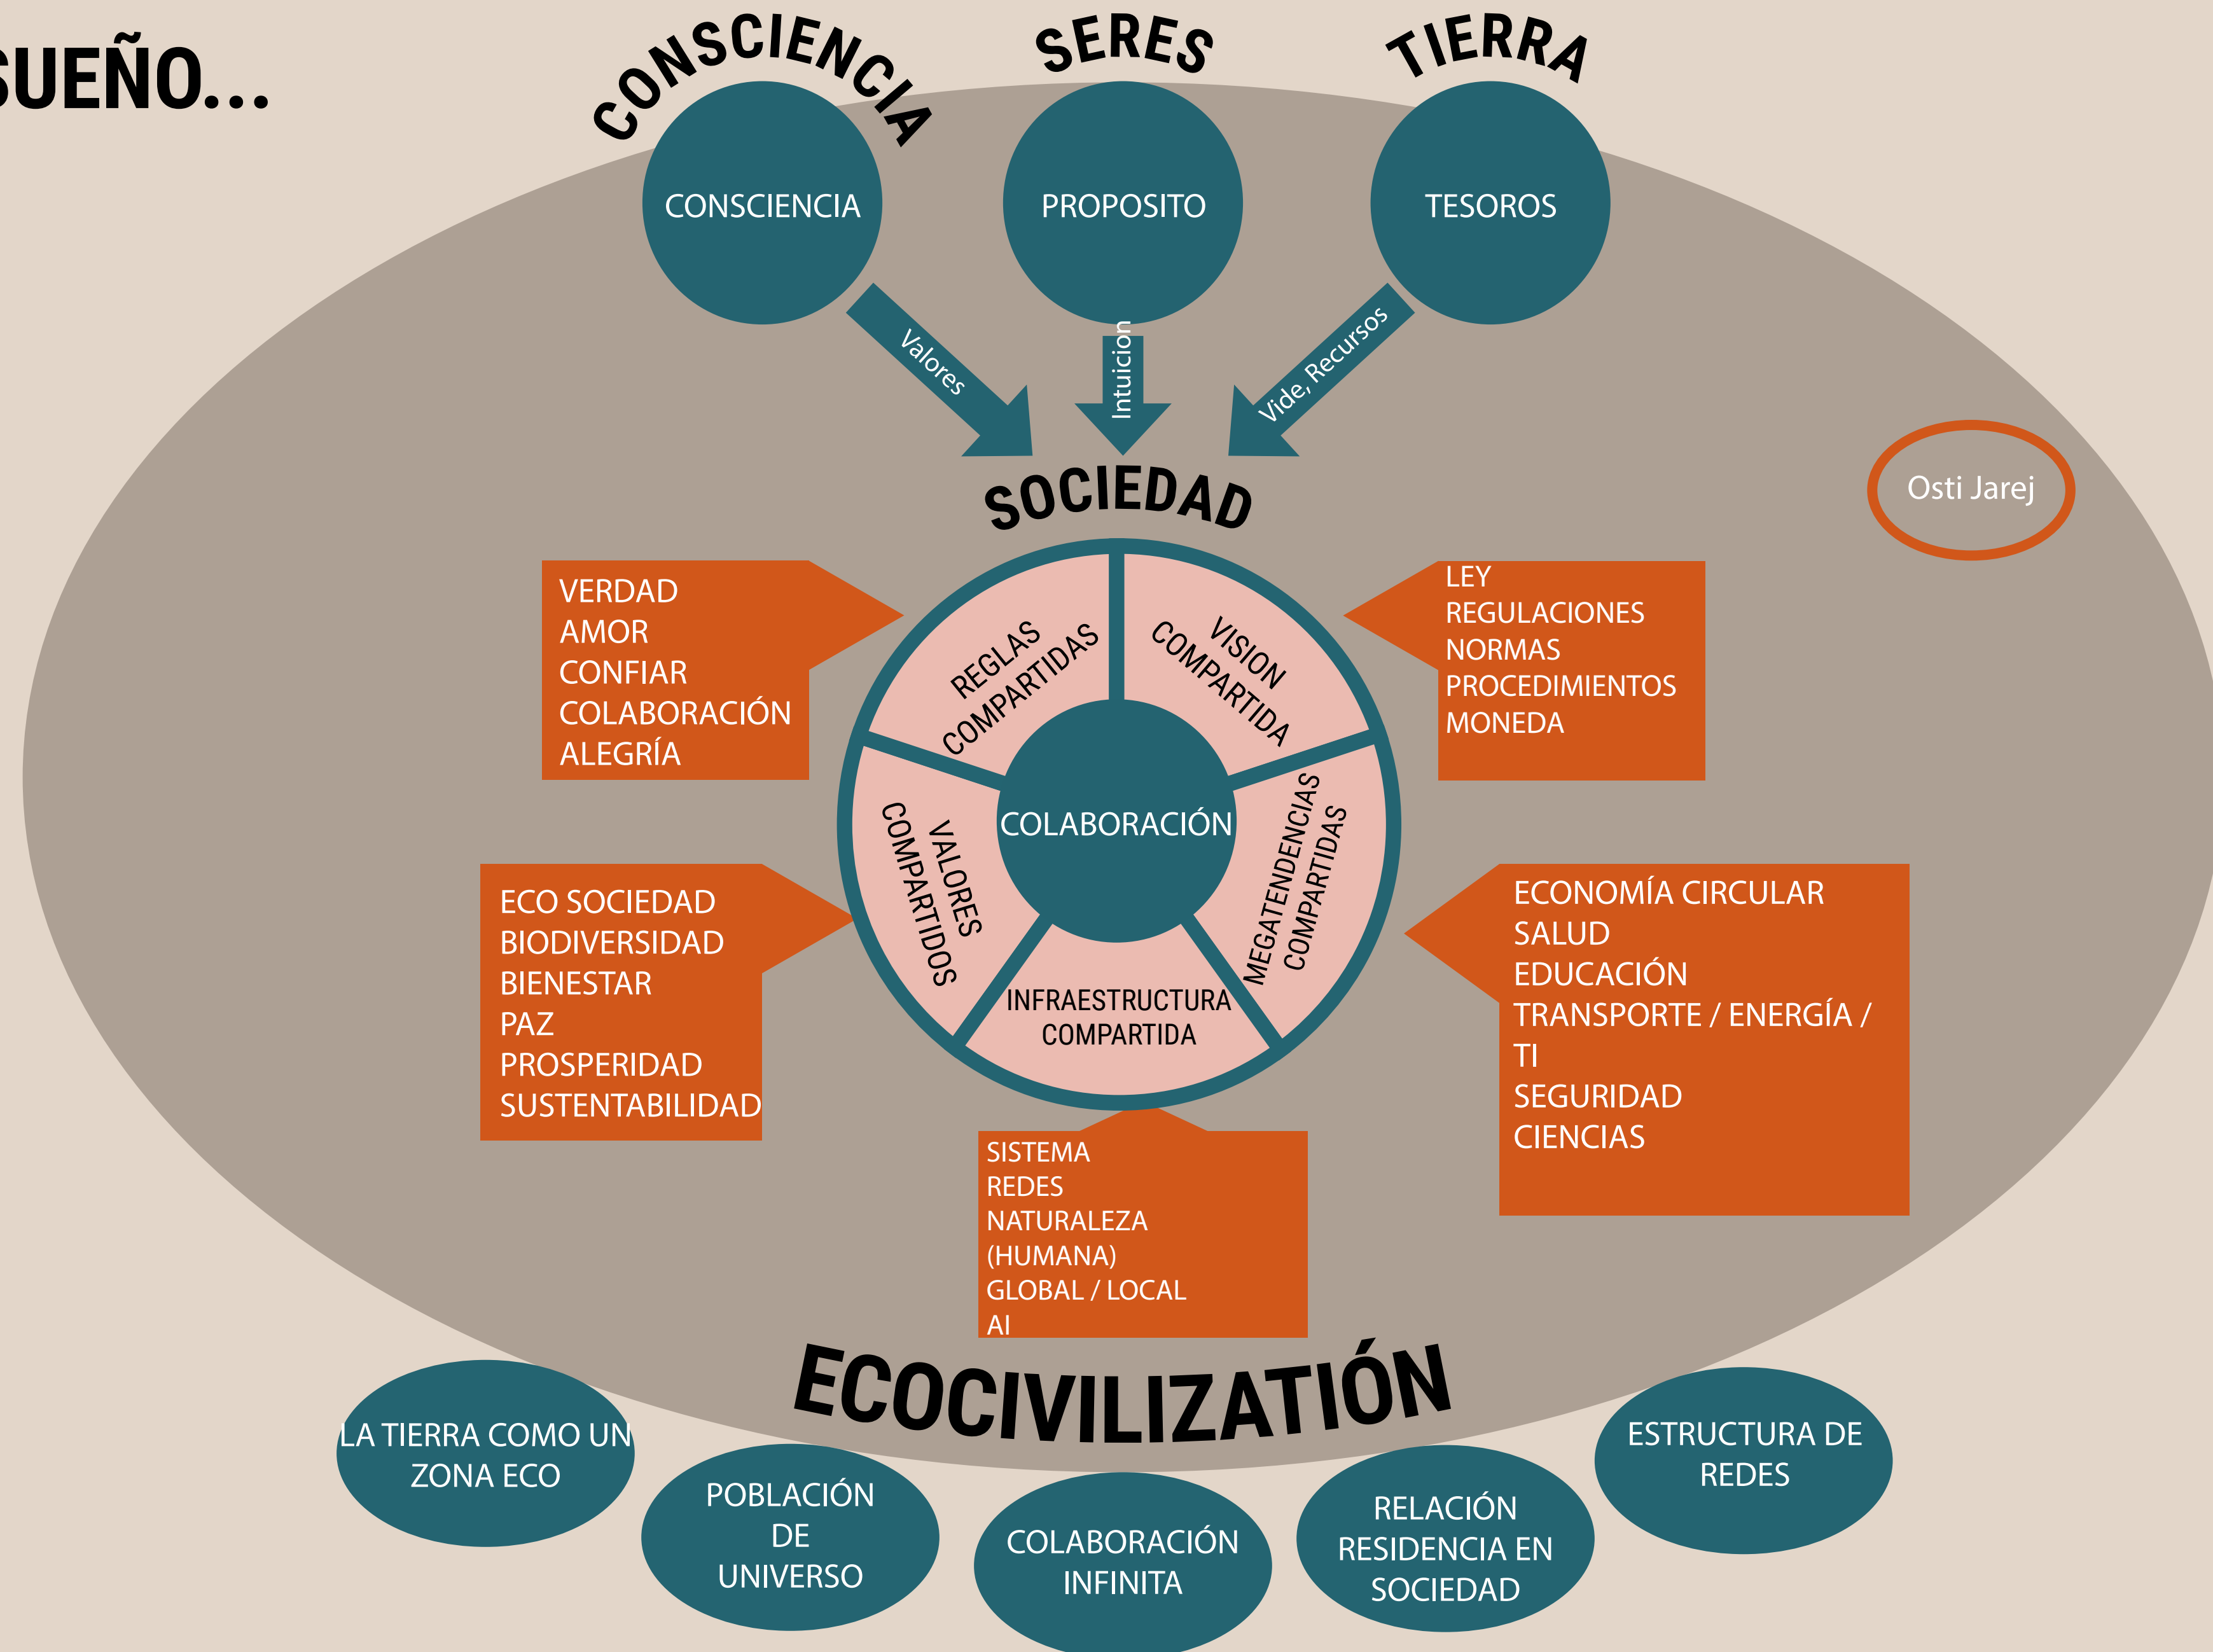 SUEÑO...
CONSCIENCIA
SERES
TIERRA
CONSCIENCIA
PROPOSITO
TESOROS
Valores
Intuicion
Vide, Recursos
SOCIEDAD
Osti Jarej
VERDAD
AMOR
CONFIAR
COLABORACIÓN
ALEGRÍA
REGLAS
COMPARTIDAS
VISION
COMPARTIDA
LEY
REGULACIONES
NORMAS
PROCEDIMIENTOS
MONEDA
COLABORACIÓN
VALORES
COMPARTIDOS
MEGATENDENCIAS
COMPARTIDAS
INFRAESTRUCTURA
COMPARTIDA
ECO SOCIEDAD
BIODIVERSIDAD
BIENESTAR
PAZ
PROSPERIDAD
SUSTENTABILIDAD
ECONOMÍA CIRCULAR
SALUD
EDUCACIÓN
TRANSPORTE / ENERGÍA /
TI
SEGURIDAD
CIENCIAS
SISTEMA
REDES
NATURALEZA
(HUMANA)
GLOBAL / LOCAL
AI
ECOCIVILIZATIÓN
LA TIERRA COMO UN
ZONA ECO
POBLACIÓN
DE
UNIVERSO
COLABORACIÓN
INFINITA
RELACIÓN
RESIDENCIA EN
SOCIEDAD
ESTRUCTURA DE
REDES